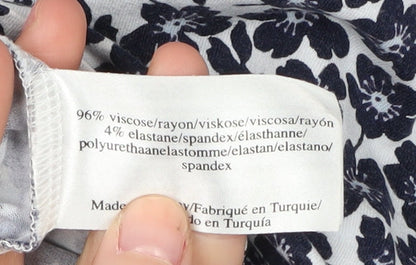 96% viscose/rayon/viskose/viscosa/rayón
4% elastane/spandex/élasthanne/
polyurethaanelastomme/elastan/elastano/
spandex
Made /Fabriqué en Turquie/
en Turquía